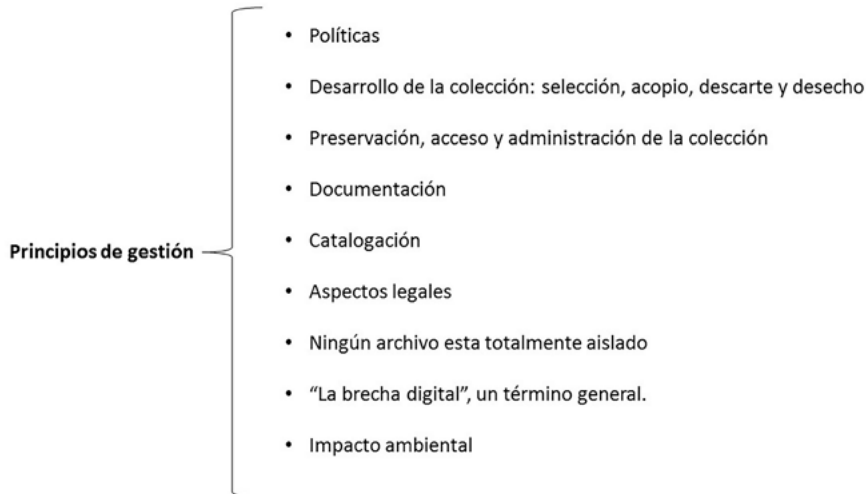 Políticas
Desarrollo de la colección: selección, acopio, descarte y desecho
Preservación, acceso y administración de la colección
Documentación
Catalogación
Principios de gestión
Aspectos legales
Ningún archivo esta totalmente aislado
“La brecha digital”, un término general.
Impacto ambiental